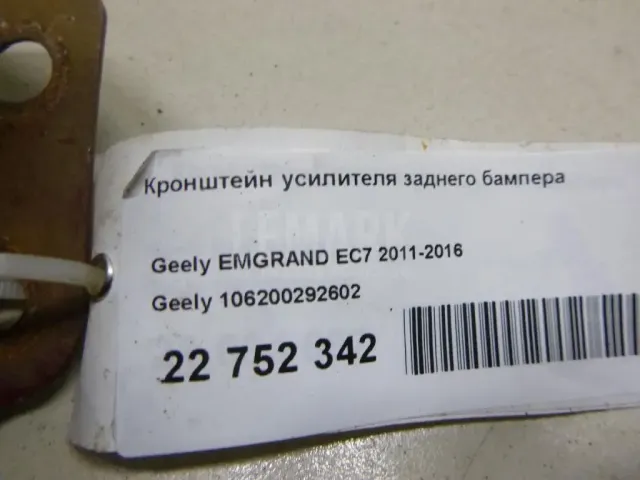 Кронштейн усилителя заднего бампера
Geely EMGRAND EC7 2011-2016
Geely 106200292602
22 752 342